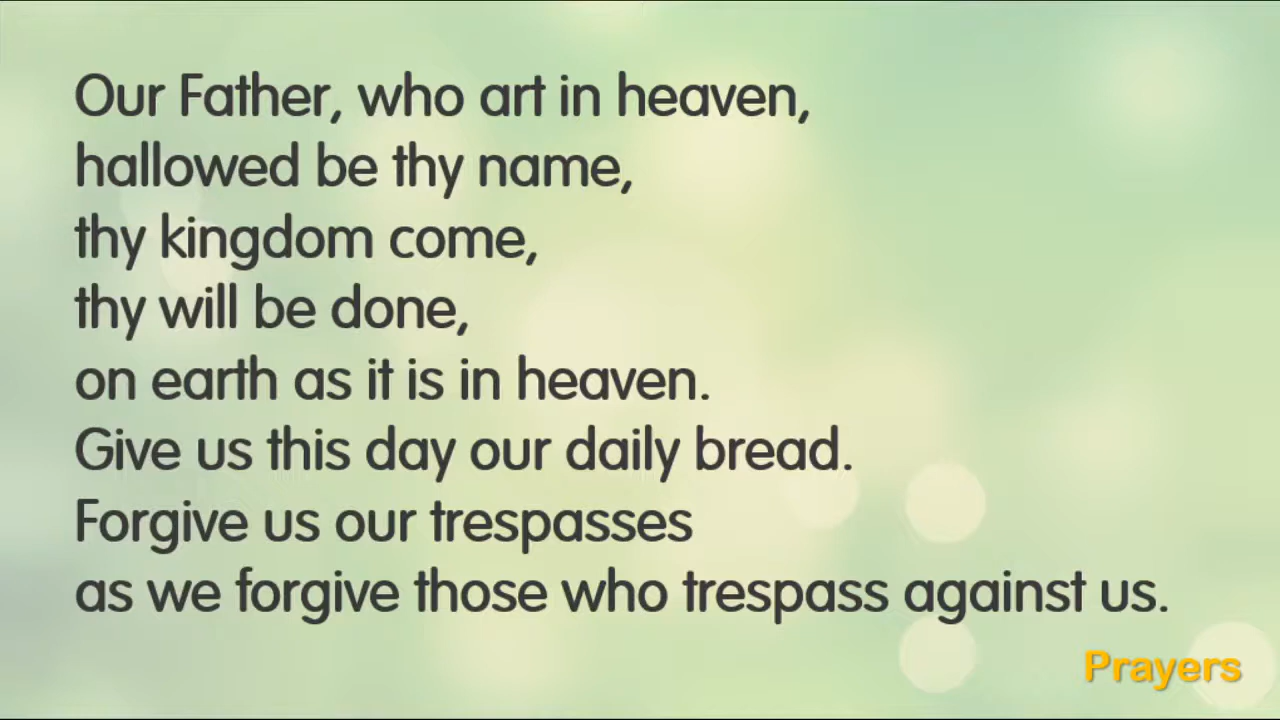 Our Father, who art in heaven,
hallowed be thy name,
thy kingdom come,
thy will be done,
on earth as it is in heaven.
Give us this day our daily bread.
Forgive us our trespasses
as we forgive those who trespass against us.
Prayers